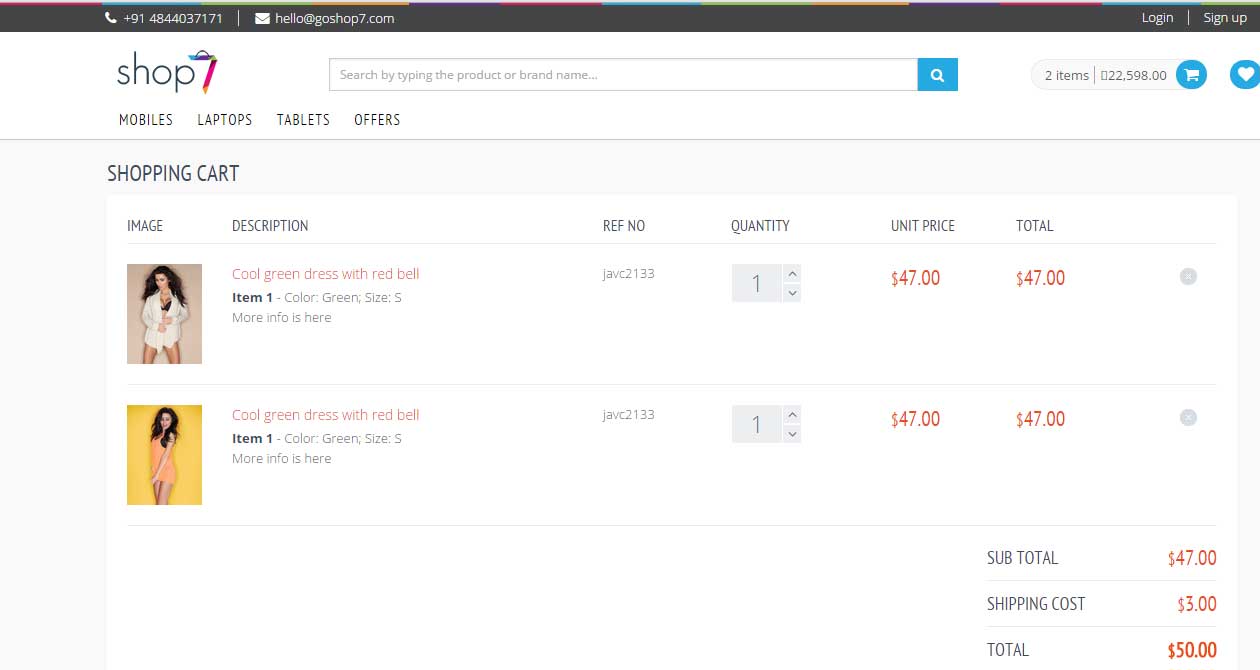 +91 4844037171 | hello@goshop7.com Login | Sign up
shop7
Search by typing the product or brand name...
2 items | ▯22,598.00
MOBILES LAPTOPS TABLETS OFFERS
SHOPPING CART
IMAGE DESCRIPTION REF NO QUANTITY UNIT PRICE TOTAL
Cool green dress with red bell javc2133 1 $47.00 $47.00
Item 1 - Color: Green; Size: S
More info is here
Cool green dress with red bell javc2133 1 $47.00 $47.00
Item 1 - Color: Green; Size: S
More info is here
SUB TOTAL $47.00
SHIPPING COST $3.00
TOTAL $50.00